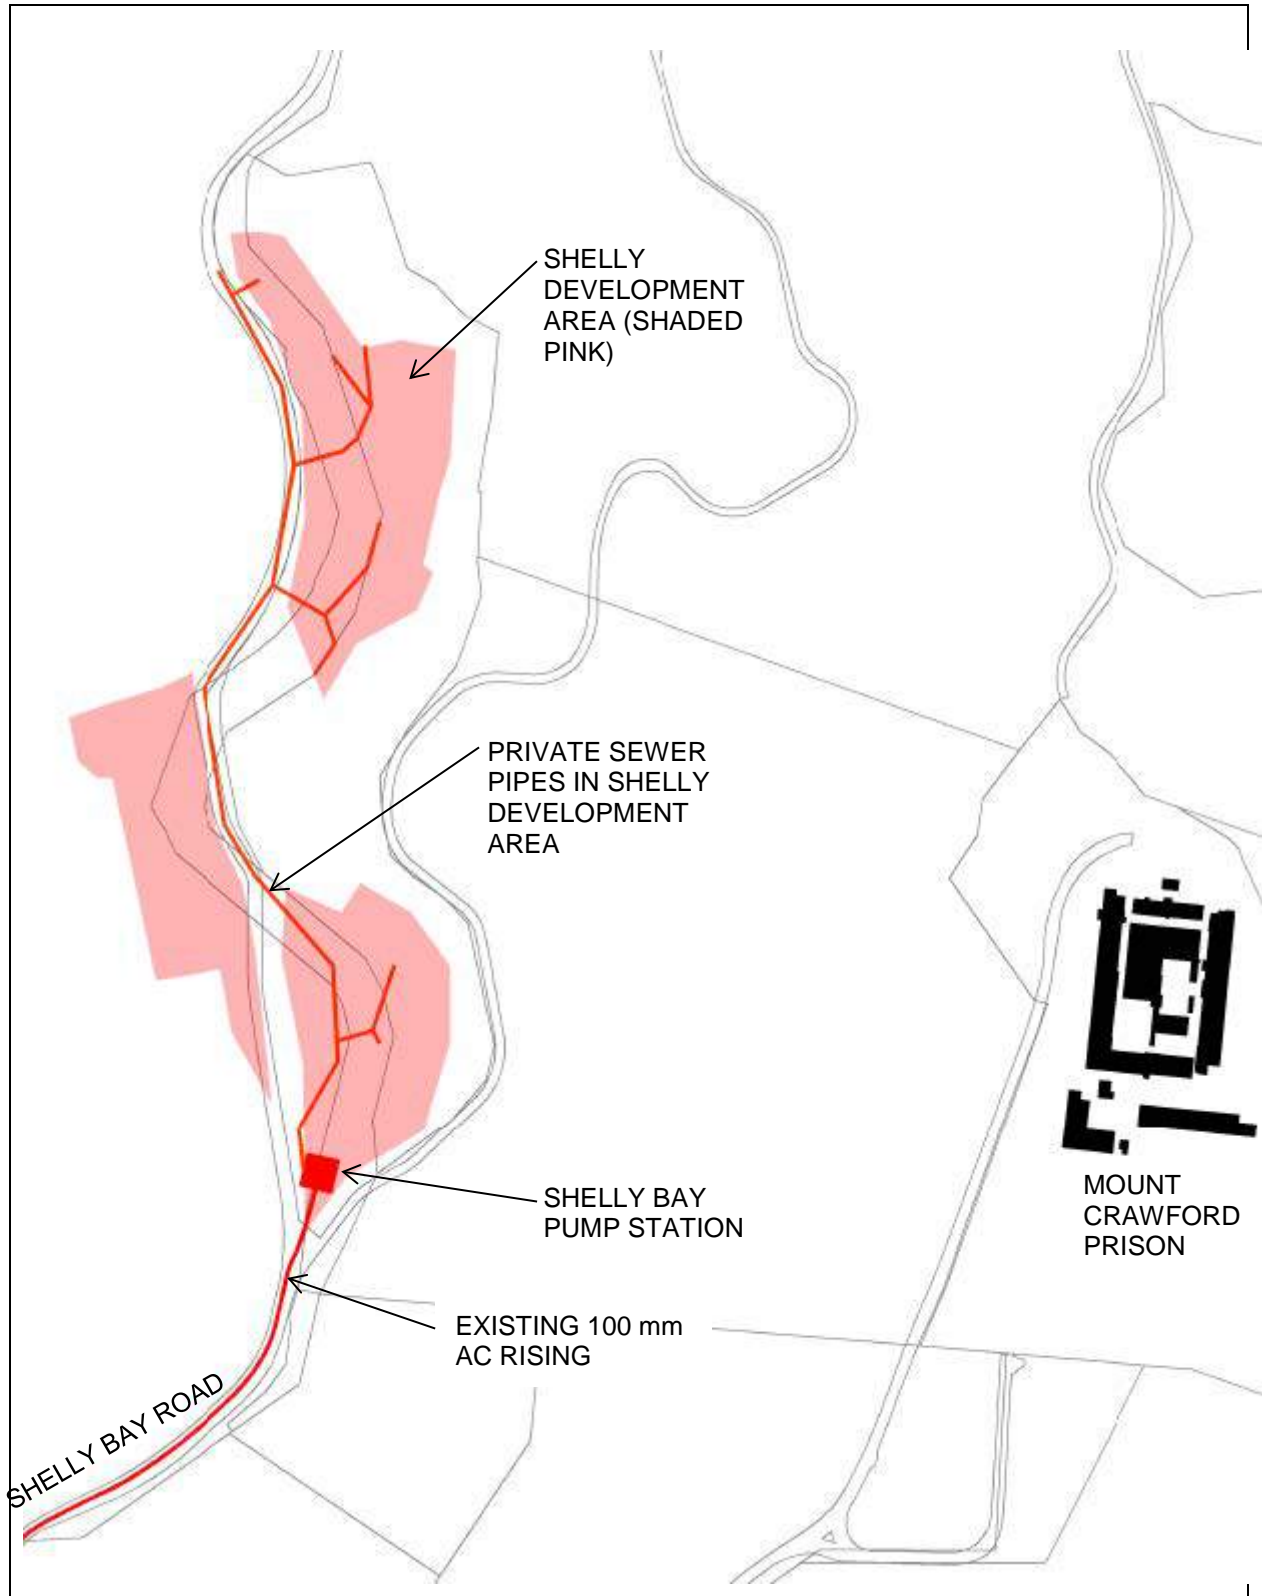 SHELLY
DEVELOPMENT
AREA (SHADED
PINK)
PRIVATE SEWER
PIPES IN SHELLY
DEVELOPMENT
AREA
SHELLY BAY
PUMP STATION
MOUNT
CRAWFORD
PRISON
EXISTING 100 mm
AC RISING
SHELLY BAY ROAD